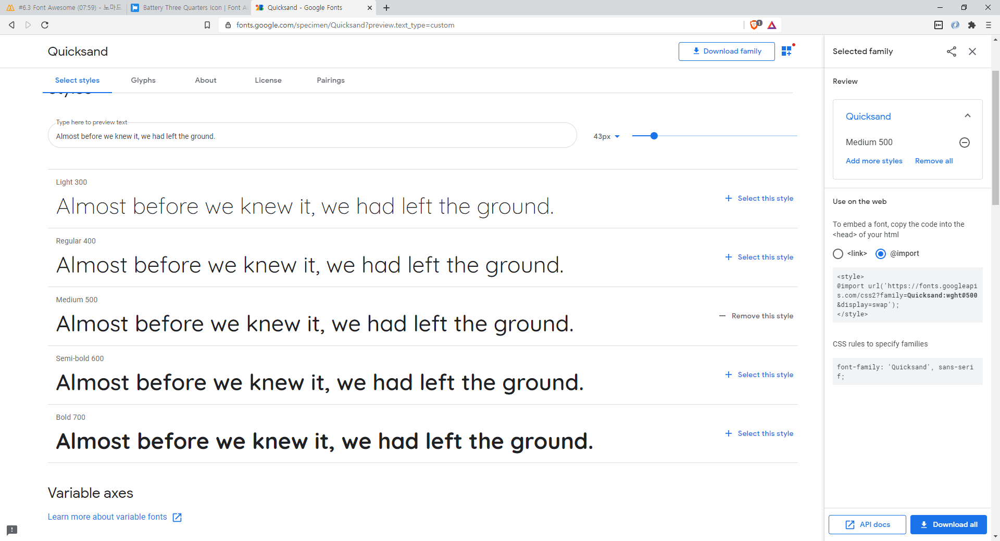 #6.3 Font Awesome (07:59) - 노마드
Battery Three Quarters Icon | Font A
Quicksand - Google Fonts
fonts.google.com/specimen/Quicksand?preview.text_type=custom
1
Quicksand
Download family
Select styles
Glyphs
About
License
Pairings
Styles
Type here to preview text
Almost before we knew it, we had left the ground.
43px
Light 300
Almost before we knew it, we had left the ground.
Select this style
Regular 400
Almost before we knew it, we had left the ground.
Select this style
Medium 500
Almost before we knew it, we had left the ground.
Remove this style
Semi-bold 600
Almost before we knew it, we had left the ground.
Select this style
Bold 700
Almost before we knew it, we had left the ground.
Select this style
Variable axes
Learn more about variable fonts
Selected family
Review
Quicksand
Medium 500
Add more styles
Remove all
Use on the web
To embed a font, copy the code into the
<head> of your html
<link>
@import
<style>
@import url('https://fonts.googleapi
s.com/css2?family=Quicksand:wght@500
&display=swap');
</style>
CSS rules to specify families
font-family: 'Quicksand', sans-seri
f;
API docs
Download all